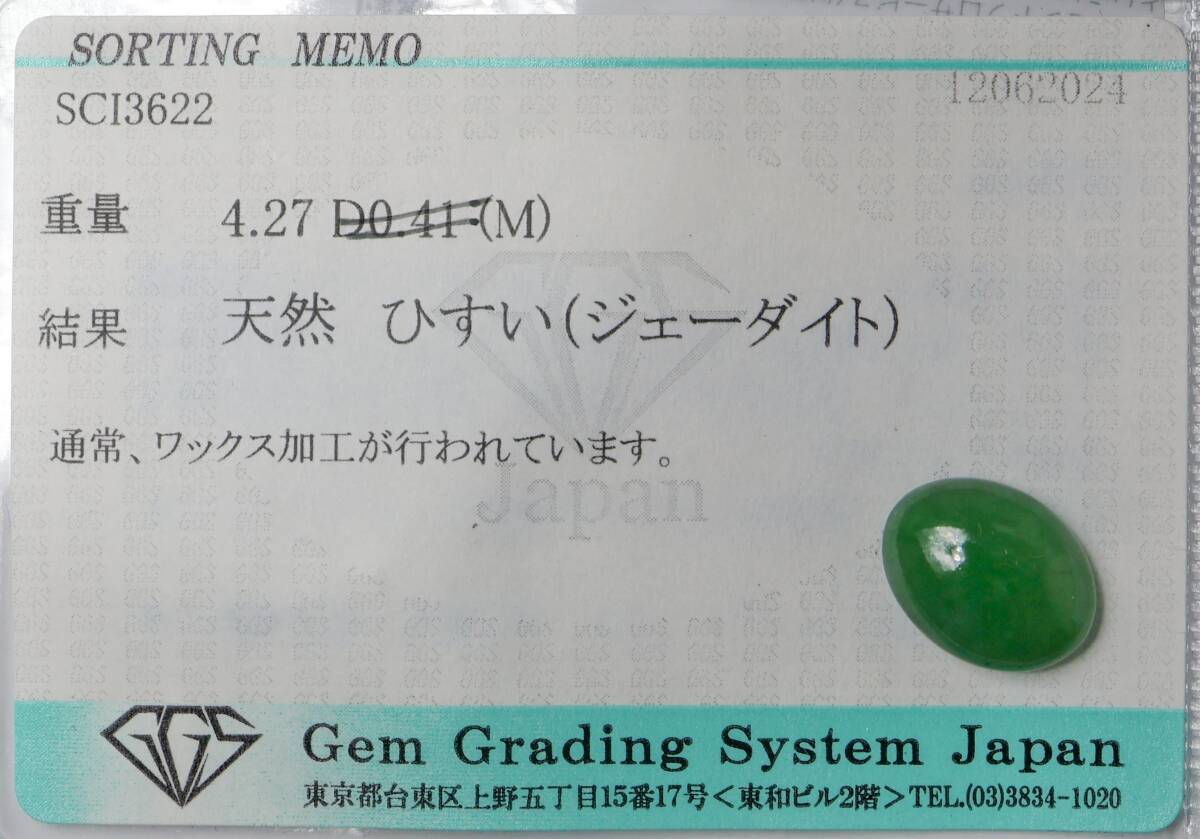 SORTING MEMO
SCI3622
12062024
重量 4.27 D0.41:(M)
結果 天然 ひすい(ジェーダイト)
通常、ワックス加工が行われています。
Japan
GGS
Gem Grading System Japan
東京都台東区上野五丁目15番17号<東和ビル2階>TEL.(03)3834-1020